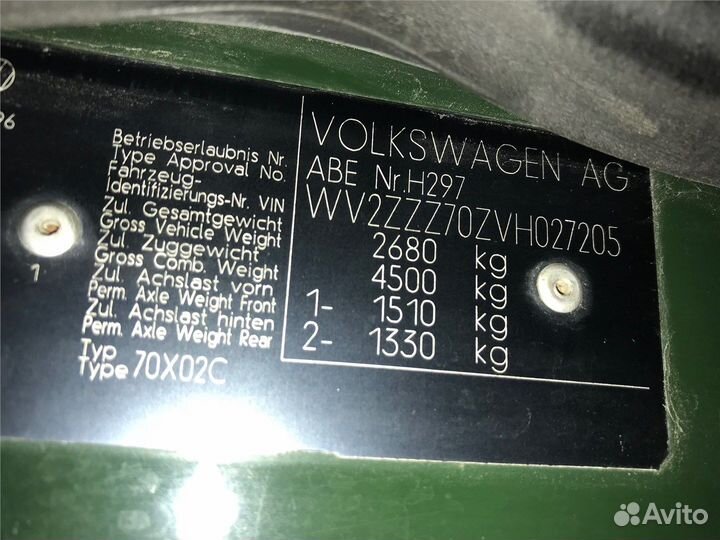 VOLKSWAGEN AG
Betriebserlaubnis Nr.
Type Approval No.
ABE Nr.H297
Fahrzeug-
Identifizierungs-Nr. VIN
WV2ZZZ70ZVH027205
Zul. Gesamtgewicht
Gross Vehicle Weight
2680 kg
Zul. Zuggewicht
Gross Comb. Weight
4500 kg
Zul. Achslast vorn
Perm. Axle Weight Front
1- 1510 kg
Zul. Achslast hinten
Perm. Axle Weight Rear
2- 1330 kg
Typ
Type 70X02C
1
Avito